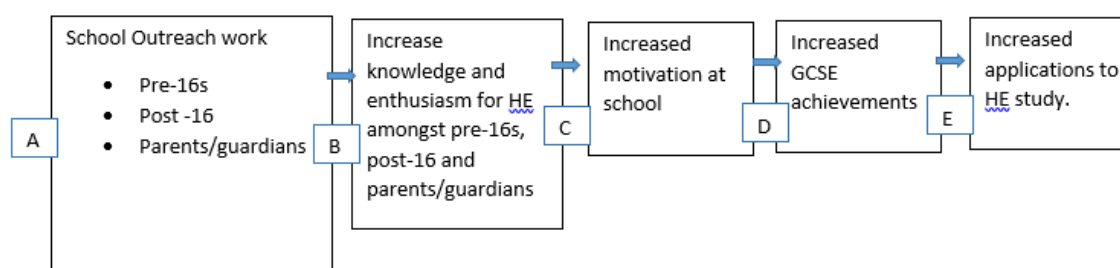 School Outreach work
• Pre-16s
• Post -16
• Parents/guardians
A
B
Increase
knowledge and
enthusiasm for HE
amongst pre-16s,
post-16 and
parents/guardians
C
Increased
motivation at
school
D
Increased
GCSE
achievements
E
Increased
applications to
HE study.